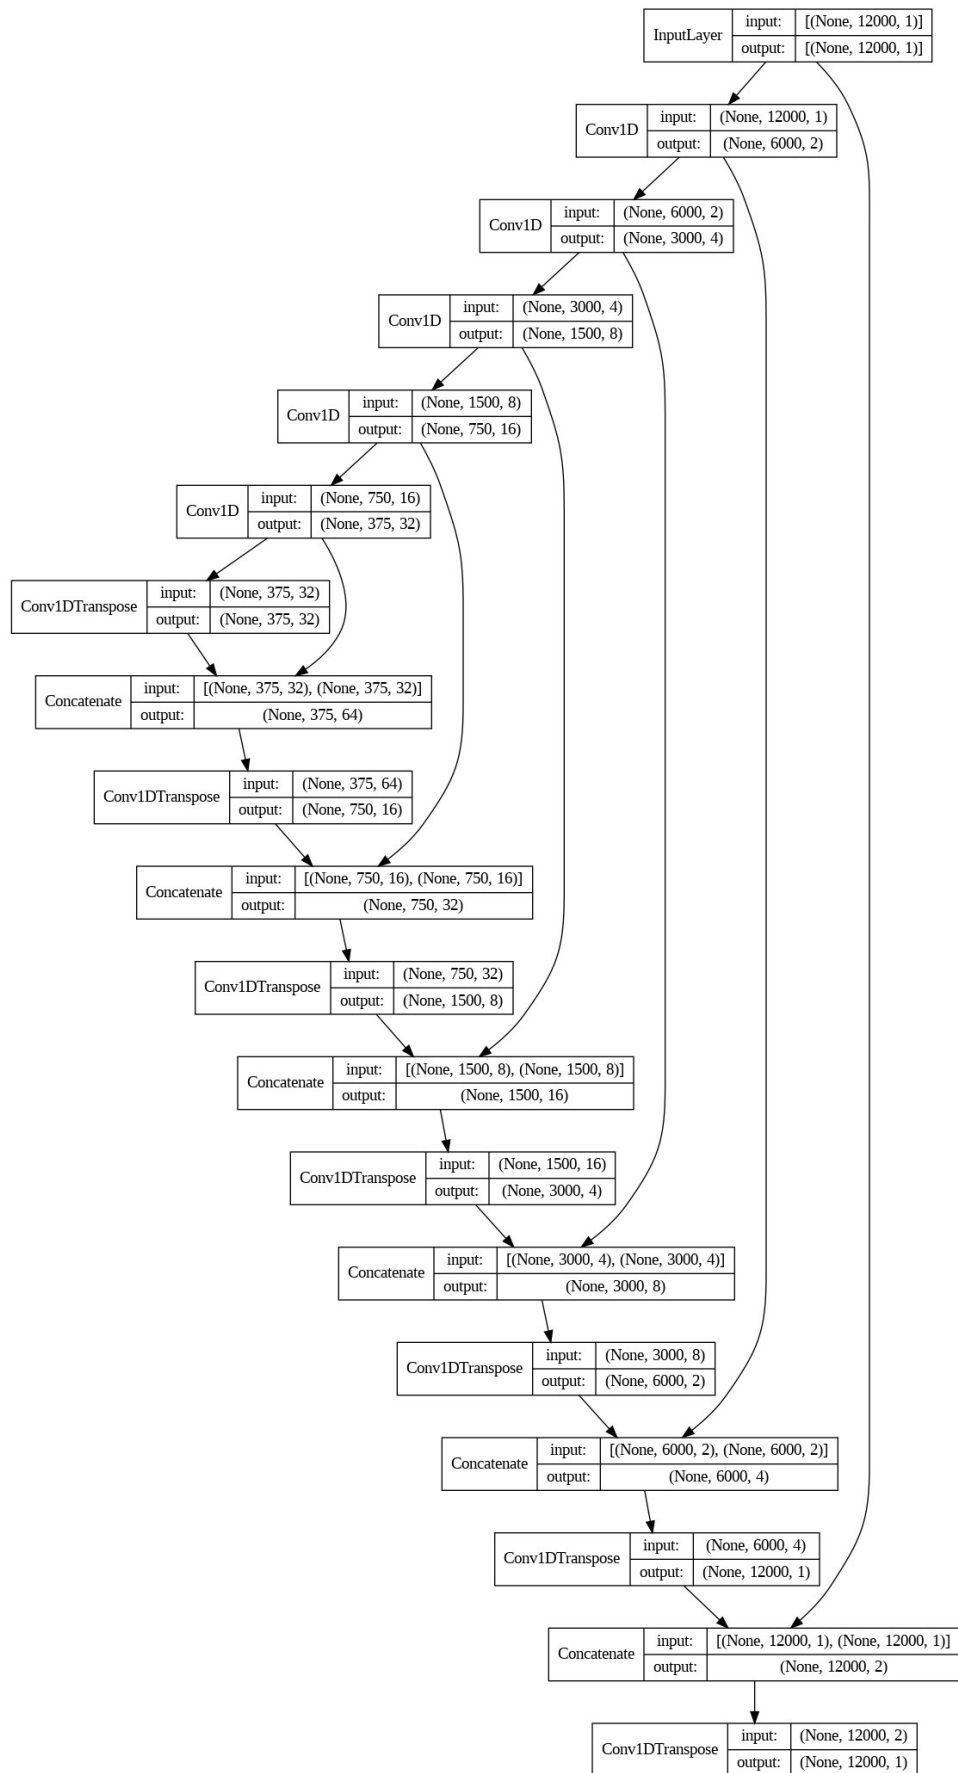 InputLayer input: [(None, 12000, 1)]
output: [(None, 12000, 1)]
Conv1D input: (None, 12000, 1)
output: (None, 6000, 2)
Conv1D input: (None, 6000, 2)
output: (None, 3000, 4)
Conv1D input: (None, 3000, 4)
output: (None, 1500, 8)
Conv1D input: (None, 1500, 8)
output: (None, 750, 16)
Conv1D input: (None, 750, 16)
output: (None, 375, 32)
Conv1DTranspose input: (None, 375, 32)
output: (None, 375, 32)
Concatenate input: [(None, 375, 32), (None, 375, 32)]
output: (None, 375, 64)
Conv1DTranspose input: (None, 375, 64)
output: (None, 750, 16)
Concatenate input: [(None, 750, 16), (None, 750, 16)]
output: (None, 750, 32)
Conv1DTranspose input: (None, 750, 32)
output: (None, 1500, 8)
Concatenate input: [(None, 1500, 8), (None, 1500, 8)]
output: (None, 1500, 16)
Conv1DTranspose input: (None, 1500, 16)
output: (None, 3000, 4)
Concatenate input: [(None, 3000, 4), (None, 3000, 4)]
output: (None, 3000, 8)
Conv1DTranspose input: (None, 3000, 8)
output: (None, 6000, 2)
Concatenate input: [(None, 6000, 2), (None, 6000, 2)]
output: (None, 6000, 4)
Conv1DTranspose input: (None, 6000, 4)
output: (None, 12000, 1)
Concatenate input: [(None, 12000, 1), (None, 12000, 1)]
output: (None, 12000, 2)
Conv1DTranspose input: (None, 12000, 2)
output: (None, 12000, 1)